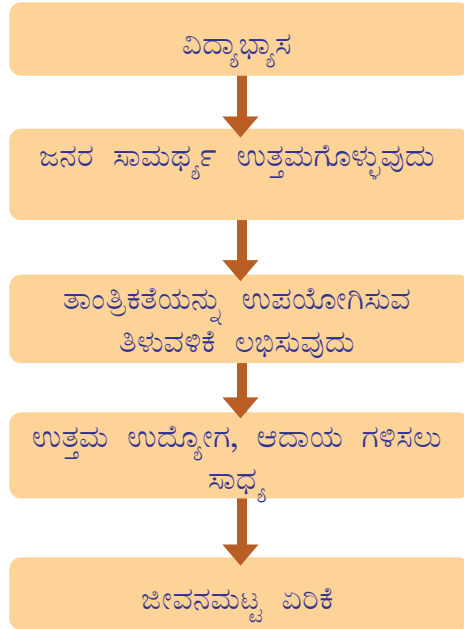 ವಿದ್ಯಾಭ್ಯಾಸ
ಜನರ ಸಾಮರ್ಥ್ಯ ಉತ್ತಮಗೊಳ್ಳುವುದು
ತಾಂತ್ರಿಕತೆಯನ್ನು ಉಪಯೋಗಿಸುವ
ತಿಳುವಳಿಕೆ ಲಭಿಸುವುದು
ಉತ್ತಮ ಉದ್ಯೋಗ, ಆದಾಯ ಗಳಿಸಲು
ಸಾಧ್ಯ
ಜೀವನಮಟ್ಟ ಏರಿಕೆ